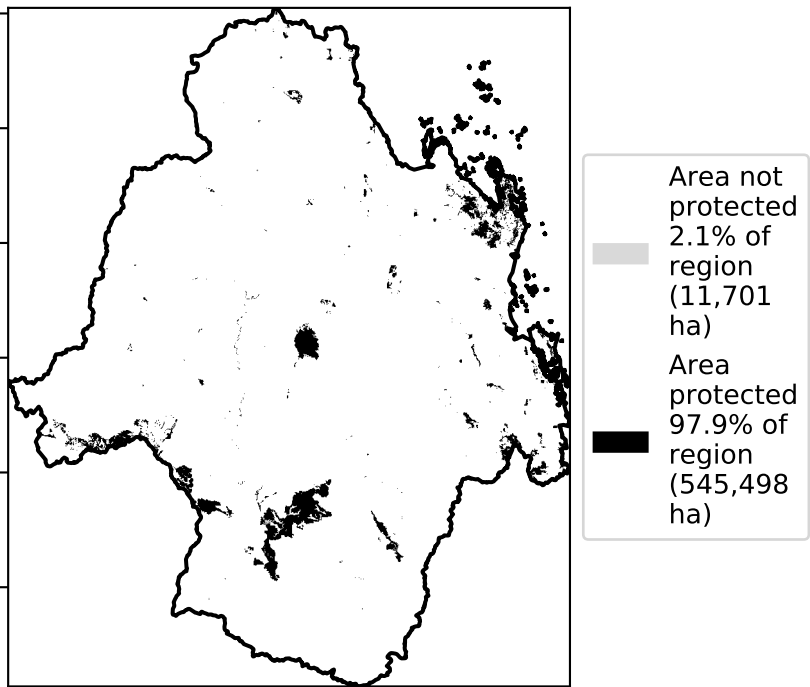 Area not
protected
2.1% of
region
(11,701
ha)
Area
protected
97.9% of
region
(545,498
ha)